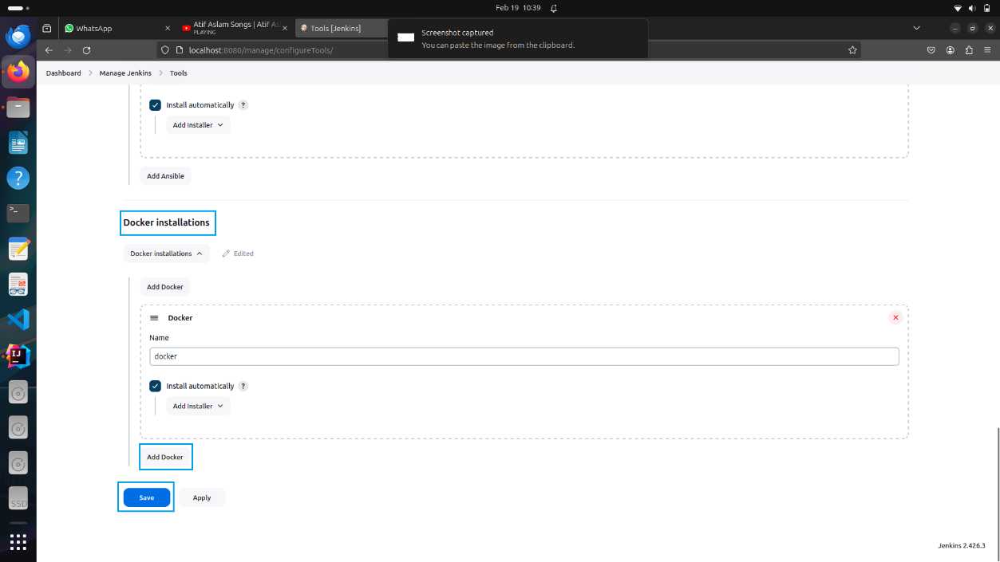 Feb 19 10:39
WhatsApp
Atif Aslam Songs | Atif As
PLAYING
Tools [Jenkins]
Screenshot captured
You can paste the image from the clipboard.
localhost:8080/manage/configureTools/
Dashboard
Manage Jenkins
Tools
Install automatically ?
Add Installer
Add Ansible
Docker installations
Docker installations
Edited
Add Docker
Docker
Name
docker
Install automatically ?
Add Installer
Add Docker
Save
Apply
Jenkins 2.426.3
?
>_
IJ
SSD